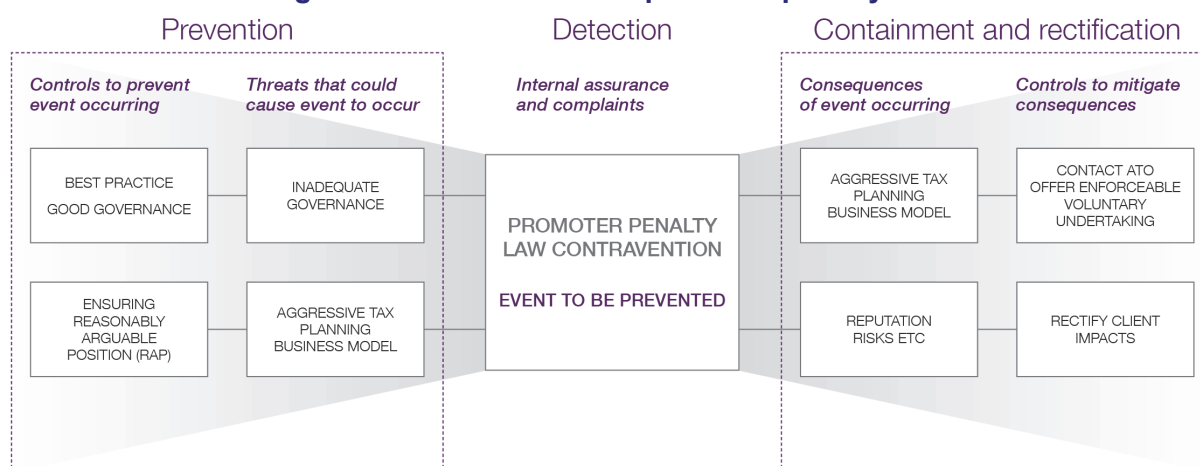 Prevention
Detection
Containment and rectification
Controls to prevent
event occurring
Threats that could
cause event to occur
Internal assurance
and complaints
Consequences
of event occurring
Controls to mitigate
consequences
BEST PRACTICE
GOOD GOVERNANCE
INADEQUATE
GOVERNANCE
PROMOTER PENALTY
LAW CONTRAVENTION
EVENT TO BE PREVENTED
AGGRESSIVE TAX
PLANNING
BUSINESS MODEL
CONTACT ATO
OFFER ENFORCEABLE
VOLUNTARY
UNDERTAKING
ENSURING
REASONABLY
ARGUABLE
POSITION (RAP)
AGGRESSIVE TAX
PLANNING
BUSINESS MODEL
REPUTATION
RISKS ETC
RECTIFY CLIENT
IMPACTS